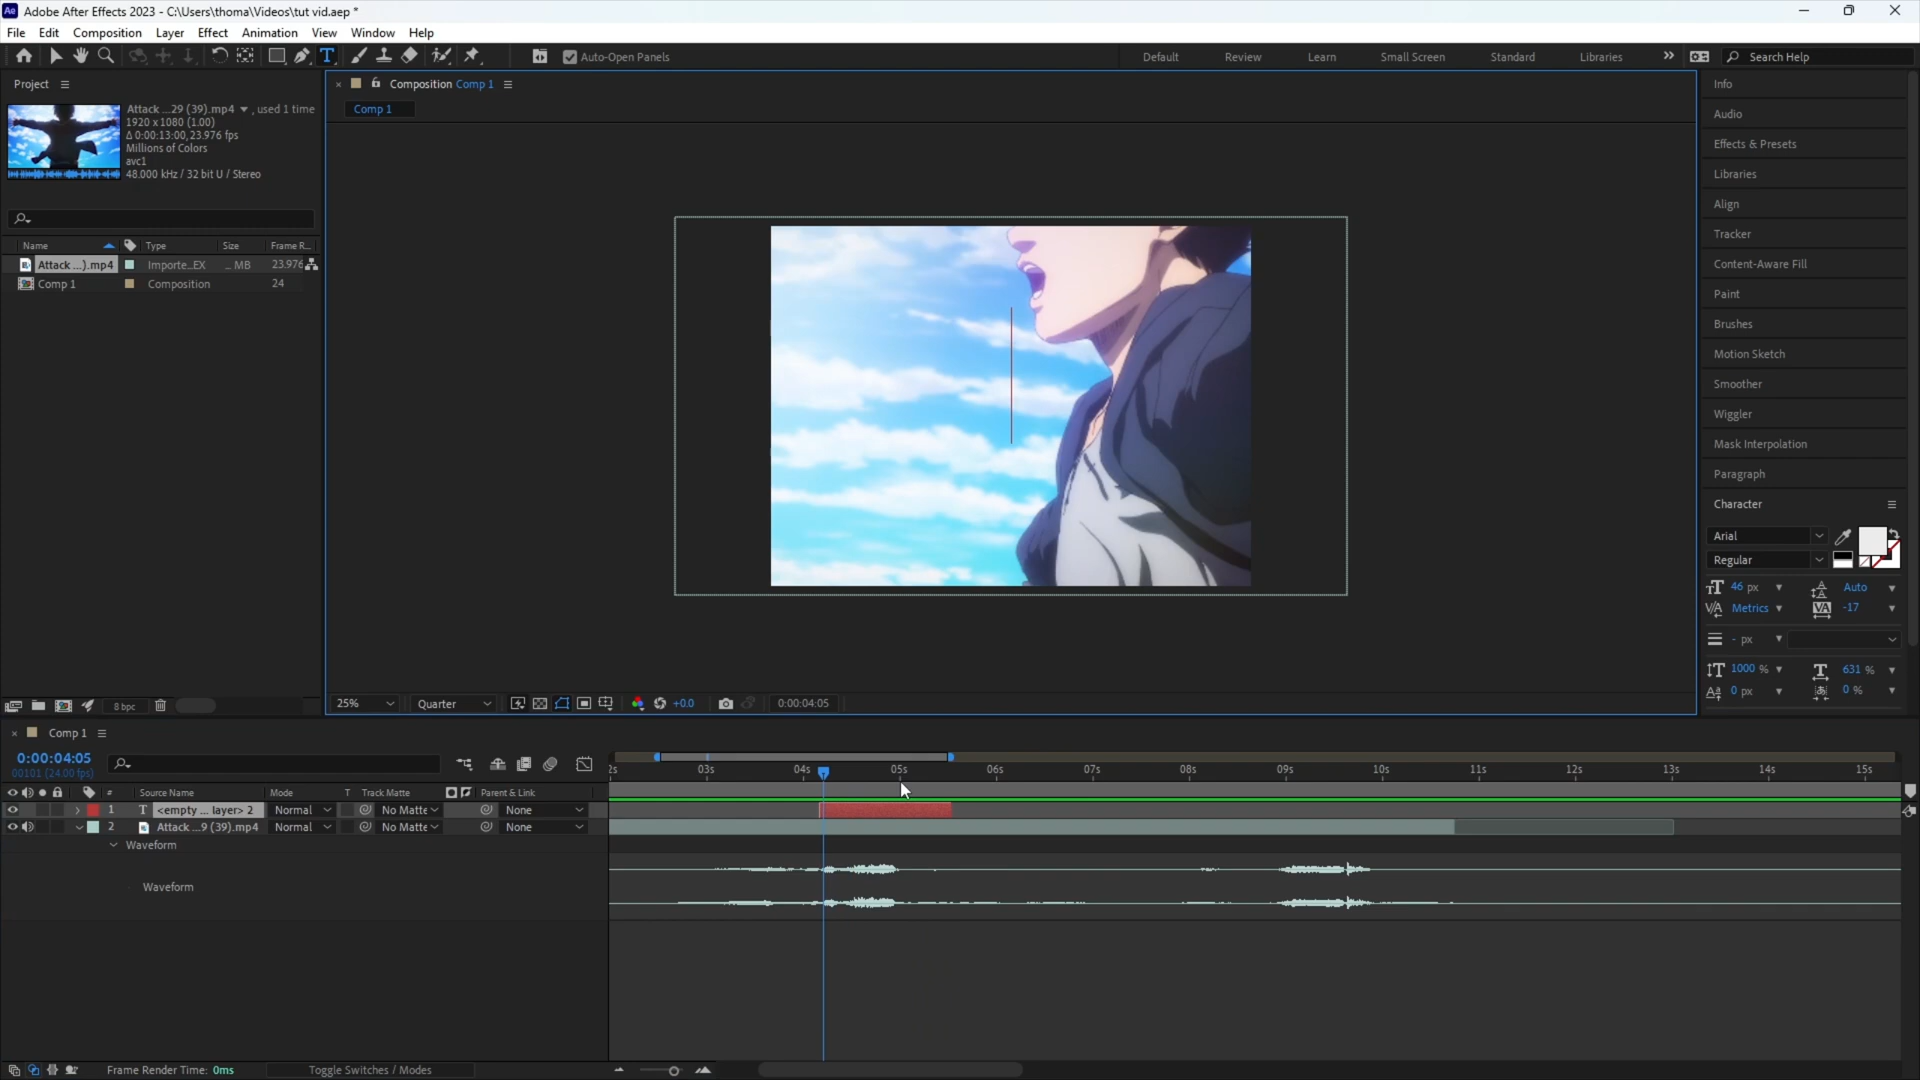 Adobe After Effects 2023 - C:\Users\thoma\Videos\tut vid.aep *
File Edit Composition Layer Effect Animation View Window Help
Auto-Open Panels Default Review Learn Small Screen Standard Libraries Search Help
Project
Attack ...29 (39).mp4 , used 1 time
1920 x 1080 (1.00)
Δ 0:00:13:00, 23.976 fps
Millions of Colors
avc1
48.000 kHz / 32 bit U / Stereo
Name Type Size Frame R...
Attack ...).mp4 Importe...EX ... MB 23.976
Comp 1 Composition 24
8 bpc
Composition Comp 1
Comp 1
25% Quarter +0.0 0:00:04:05
Info
Audio
Effects & Presets
Libraries
Align
Tracker
Content-Aware Fill
Paint
Brushes
Motion Sketch
Smoother
Wiggler
Mask Interpolation
Paragraph
Character
Arial
Regular
46 px Auto
Metrics -17
- px
1000 % 631 %
0 px 0 %
Comp 1
0:00:04:05
00101 (24.00 fps)
2s 03s 04s 05s 06s 07s 08s 09s 10s 11s 12s 13s 14s 15s
# Source Name Mode T Track Matte Parent & Link
1 T <empty ... layer> 2 Normal No Matte None
2 Attack ...9 (39).mp4 Normal No Matte None
Waveform
Waveform
Frame Render Time: 0ms Toggle Switches / Modes